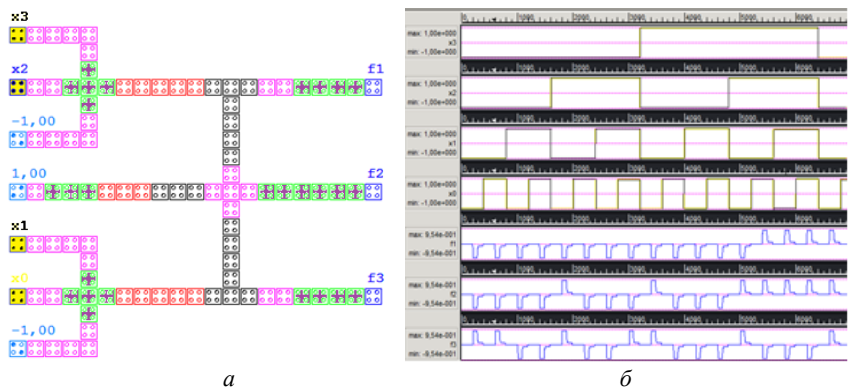 x3
x2
f1
-1,00
1,00
f2
x1
x0
f3
-1,00
max: 1,00e+000
x3
min: -1,00e+000
max: 1,00e+000
x2
min: -1,00e+000
max: 1,00e+000
x1
min: -1,00e+000
max: 1,00e+000
x0
min: -1,00e+000
max: 9,54e-001
f1
min: -9,54e-001
max: 9,54e-001
f2
min: -9,54e-001
max: 9,54e-001
f3
min: -9,54e-001
а
б